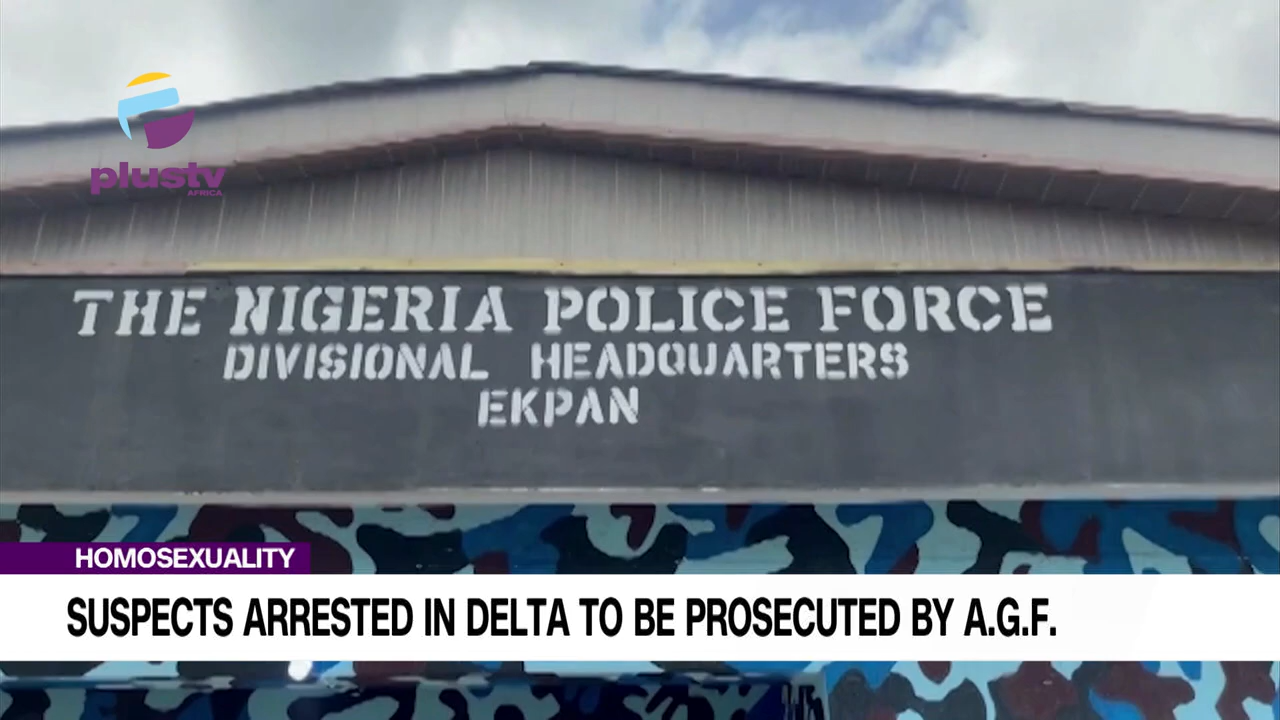 plustv
AFRICA
THE NIGERIA POLICE FORCE
DIVISIONAL HEADQUARTERS
EKPAN
HOMOSEXUALITY
SUSPECTS ARRESTED IN DELTA TO BE PROSECUTED BY A.G.F.